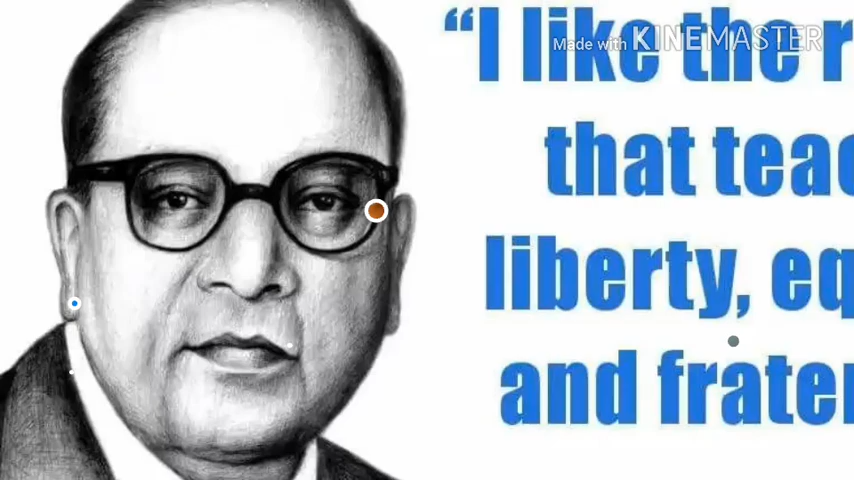 “I like the r
Made with KINEMASTER
that teac
liberty, eq
and frater